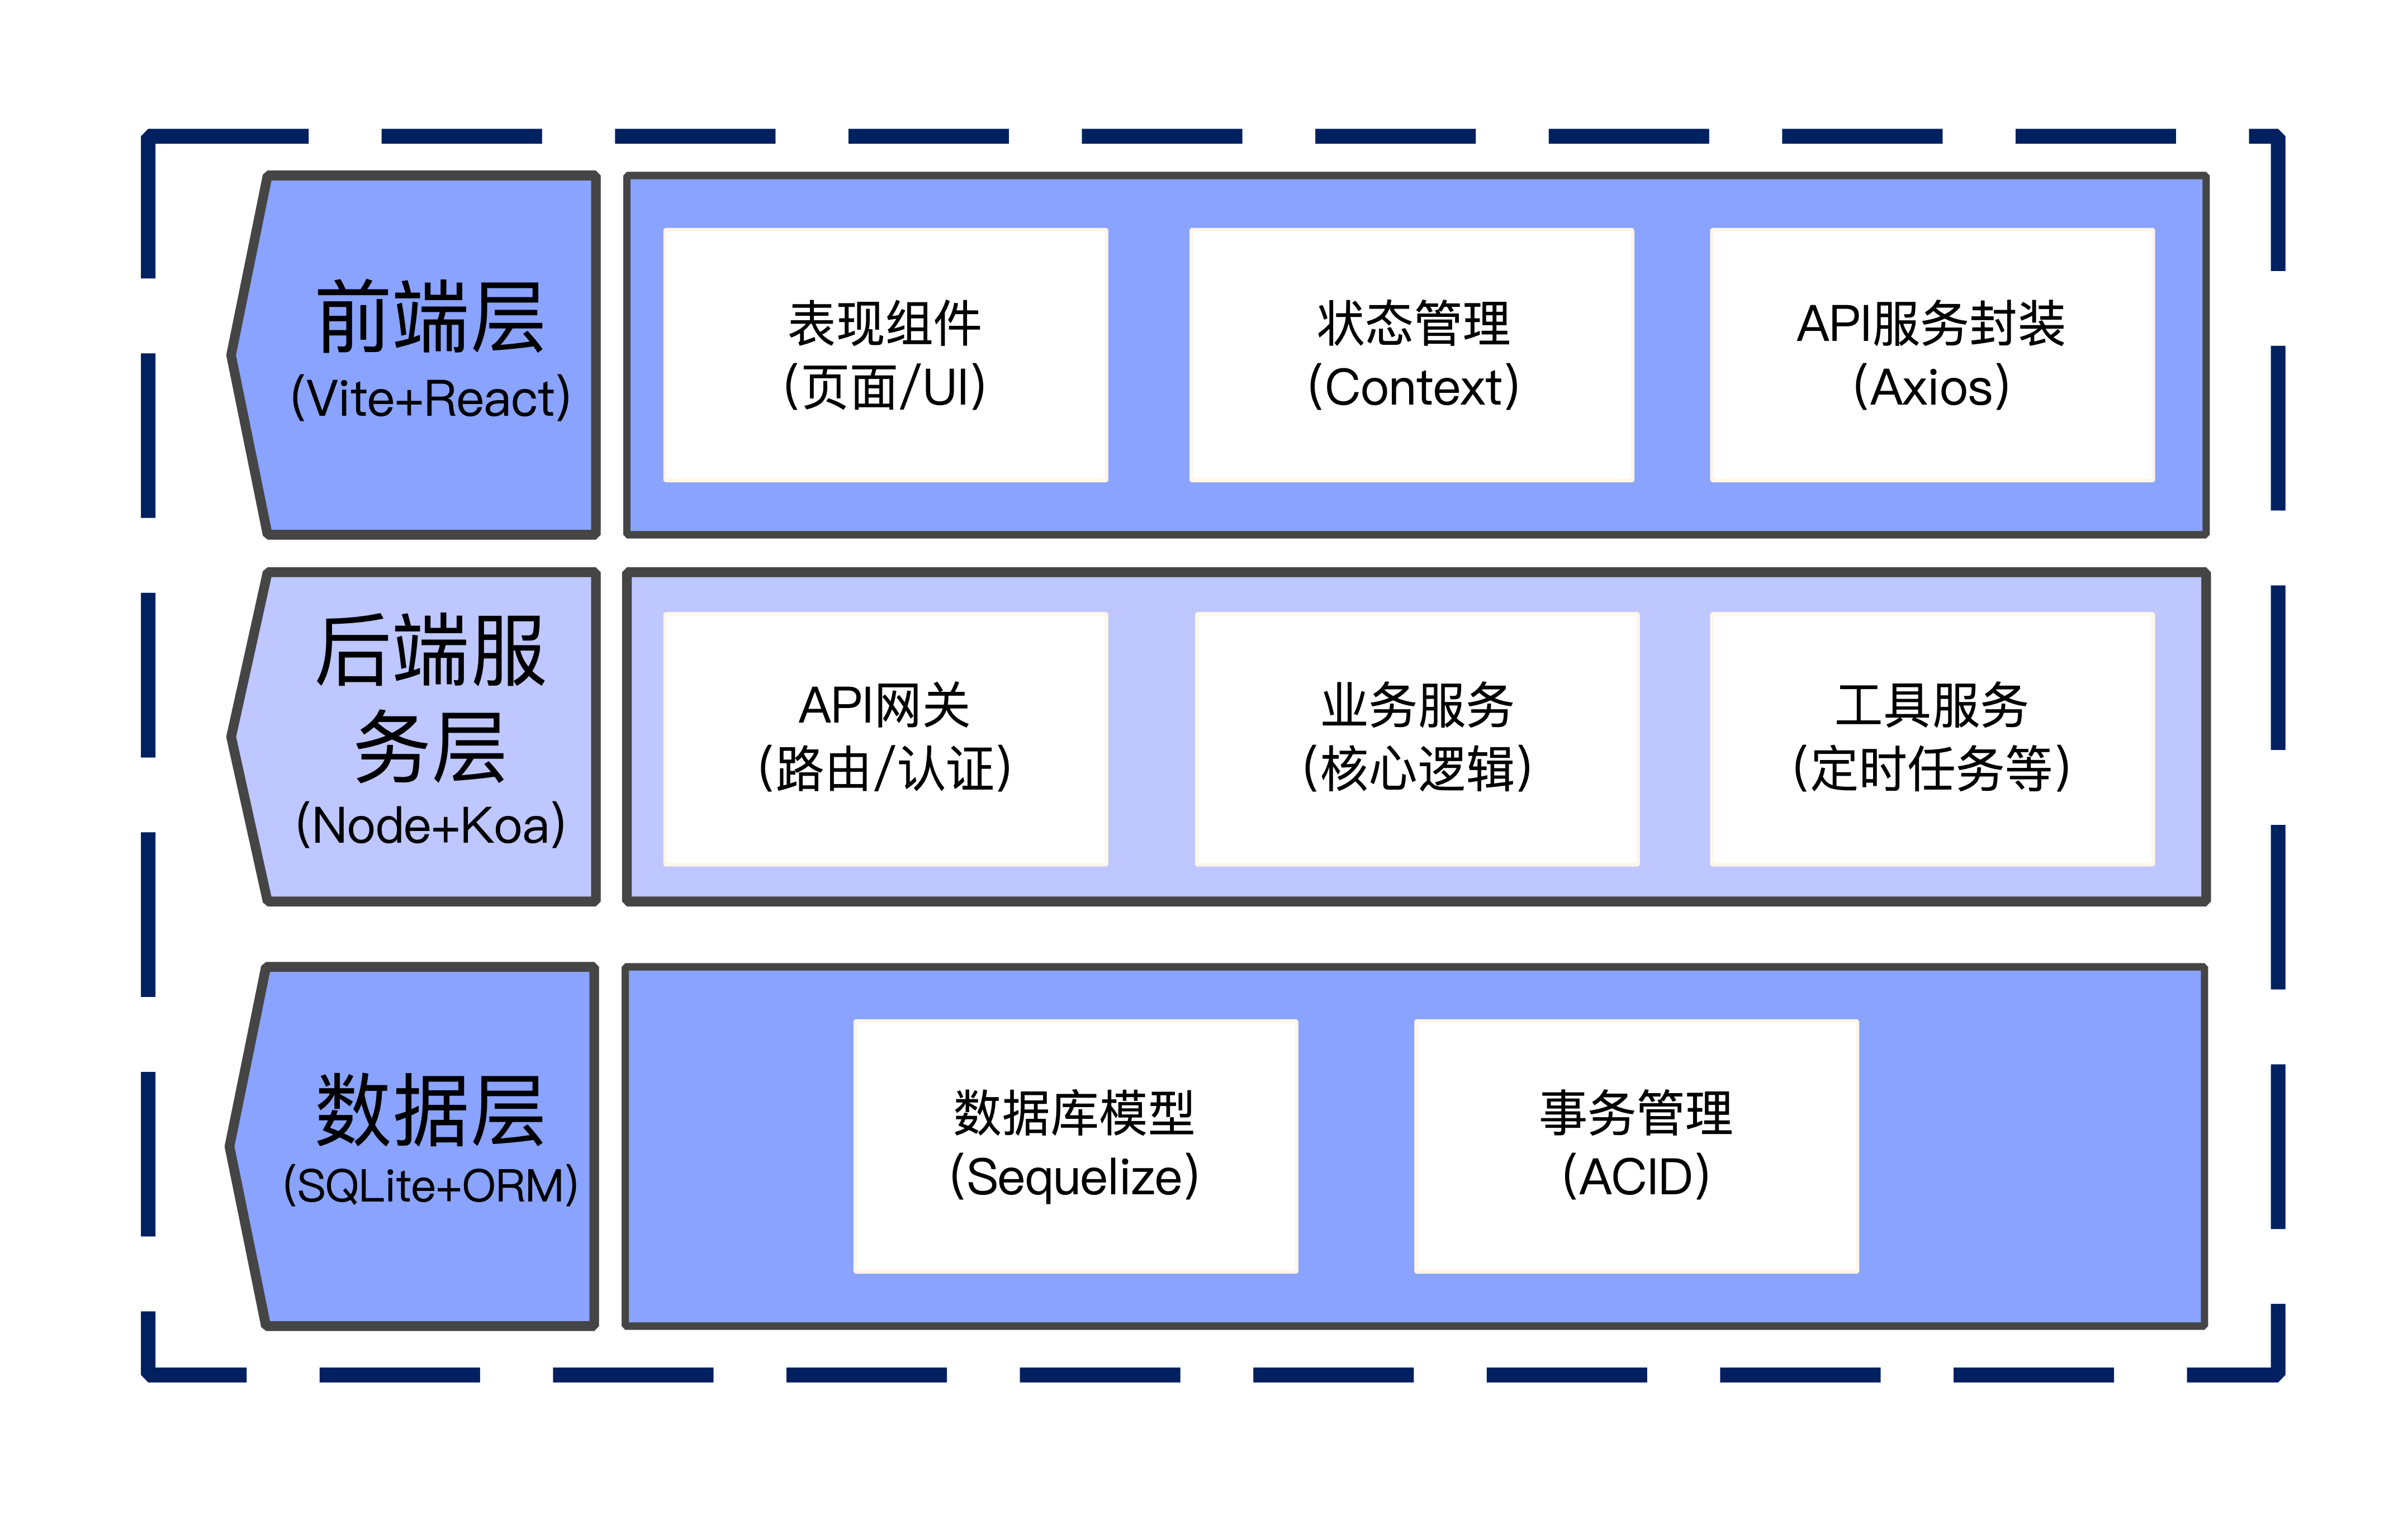 前端层
(Vite+React)
表现组件
(页面/UI)
状态管理
(Context)
API服务封装
(Axios)
后端服
务层
(Node+Koa)
API网关
(路由/认证)
业务服务
(核心逻辑)
工具服务
(定时任务等)
数据层
(SQLite+ORM)
数据库模型
(Sequelize)
事务管理
(ACID)